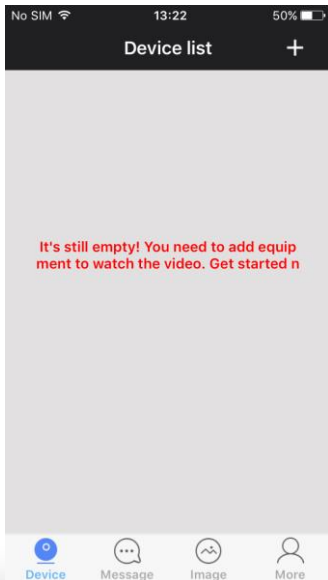 No SIM 13:22 50%
Device list +
It's still empty! You need to add equip
ment to watch the video. Get started n
Device Message Image More